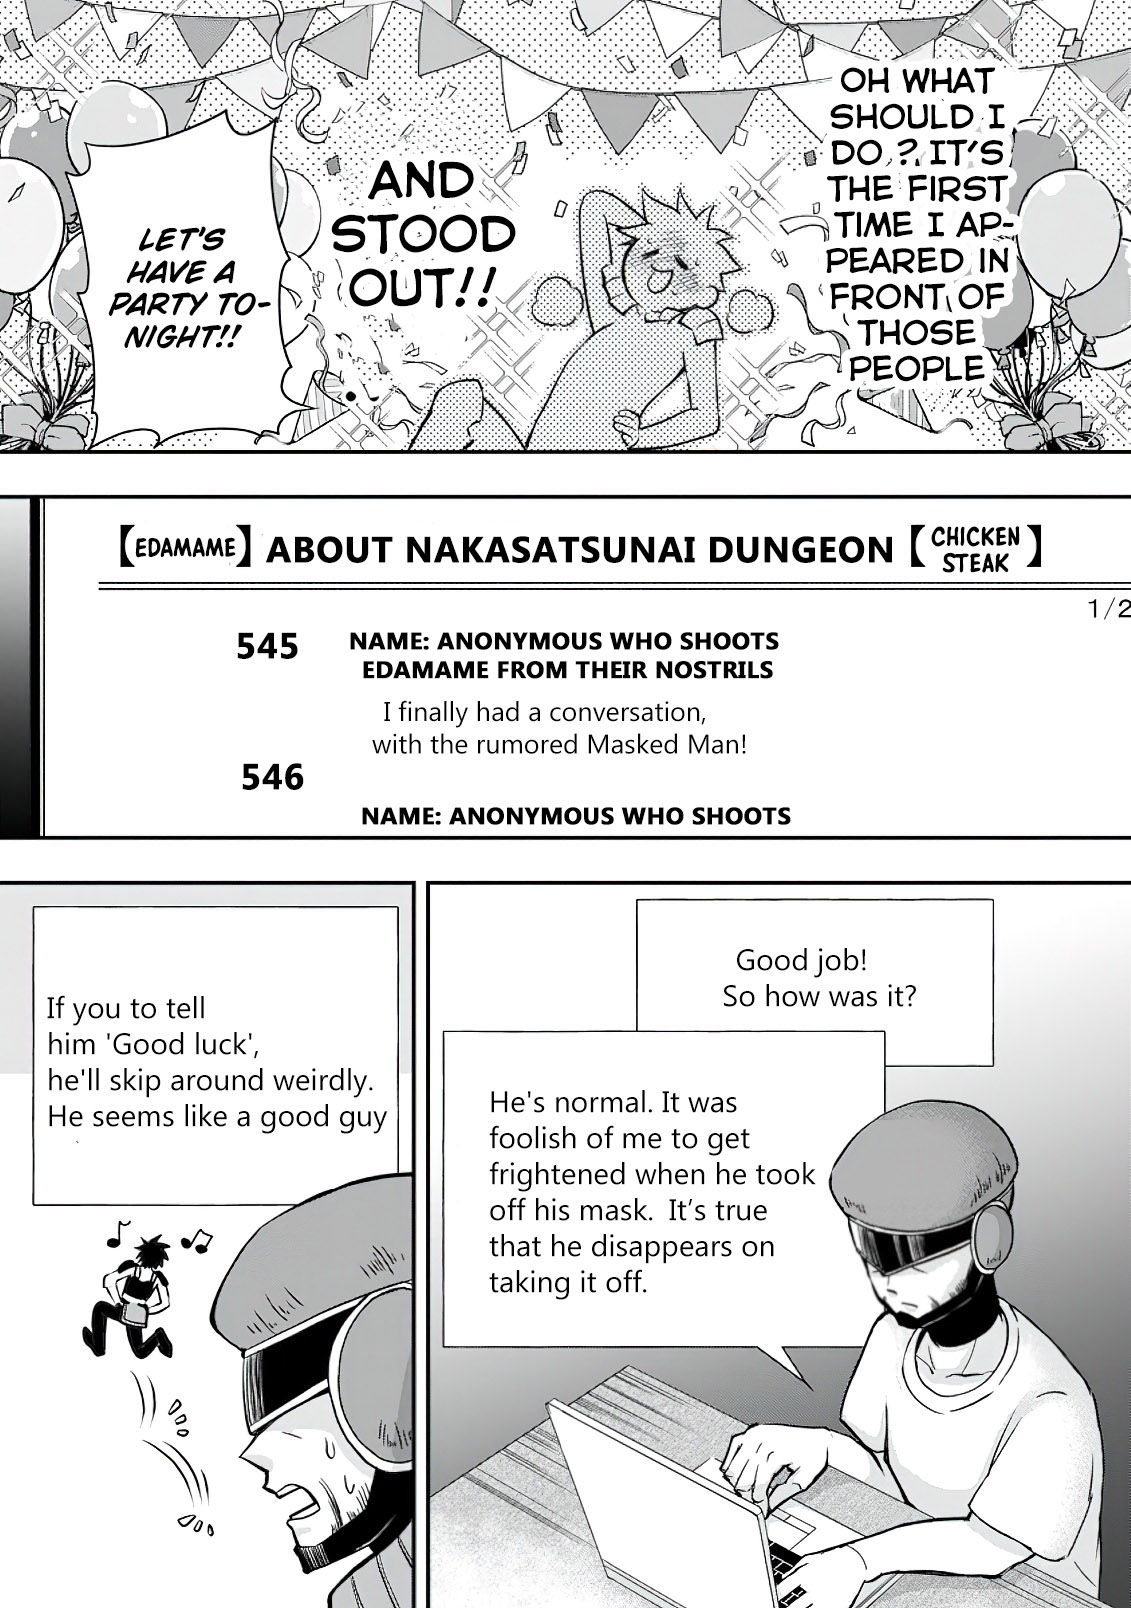 OH WHAT
SHOULD I
DO ? IT'S
THE FIRST
TIME I AP-
PEARED IN
FRONT OF
THOSE
PEOPLE
AND
STOOD
OUT!!
LET'S
HAVE A
PARTY TO-
NIGHT!!
【EDAMAME】 ABOUT NAKASATSUNAI DUNGEON 【CHICKEN STEAK】
1/2
545 NAME: ANONYMOUS WHO SHOOTS
EDAMAME FROM THEIR NOSTRILS
I finally had a conversation,
with the rumored Masked Man!
546
NAME: ANONYMOUS WHO SHOOTS
Good job!
So how was it?
He's normal. It was
foolish of me to get
frightened when he took
off his mask. It's true
that he disappears on
taking it off.
If you to tell
him 'Good luck',
he'll skip around weirdly.
He seems like a good guy